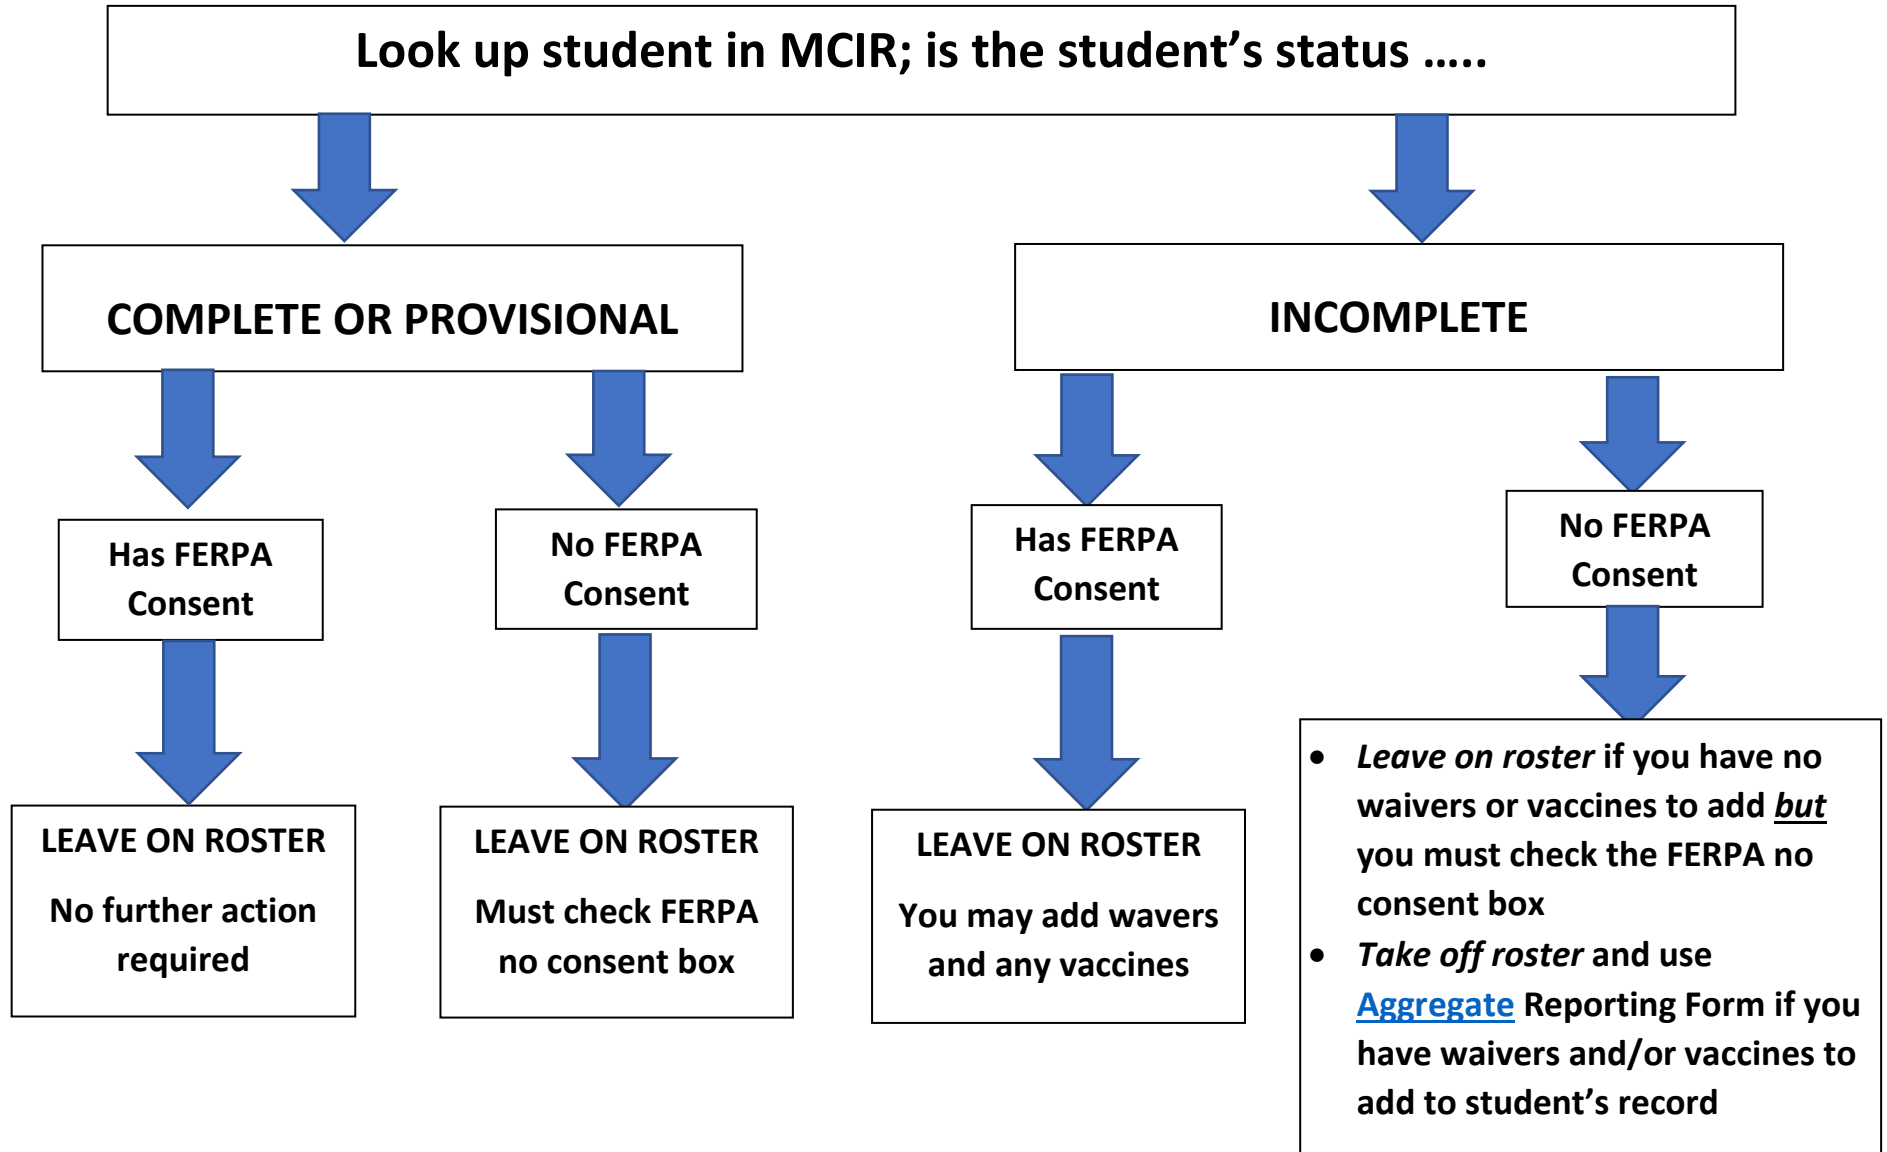 Look up student in MCIR; is the student’s status …..
COMPLETE OR PROVISIONAL
INCOMPLETE
Has FERPA
Consent
No FERPA
Consent
Has FERPA
Consent
No FERPA
Consent
LEAVE ON ROSTER
No further action
required
LEAVE ON ROSTER
Must check FERPA
no consent box
LEAVE ON ROSTER
You may add wavers
and any vaccines
• Leave on roster if you have no
waivers or vaccines to add but
you must check the FERPA no
consent box
• Take off roster and use
Aggregate Reporting Form if you
have waivers and/or vaccines to
add to student’s record